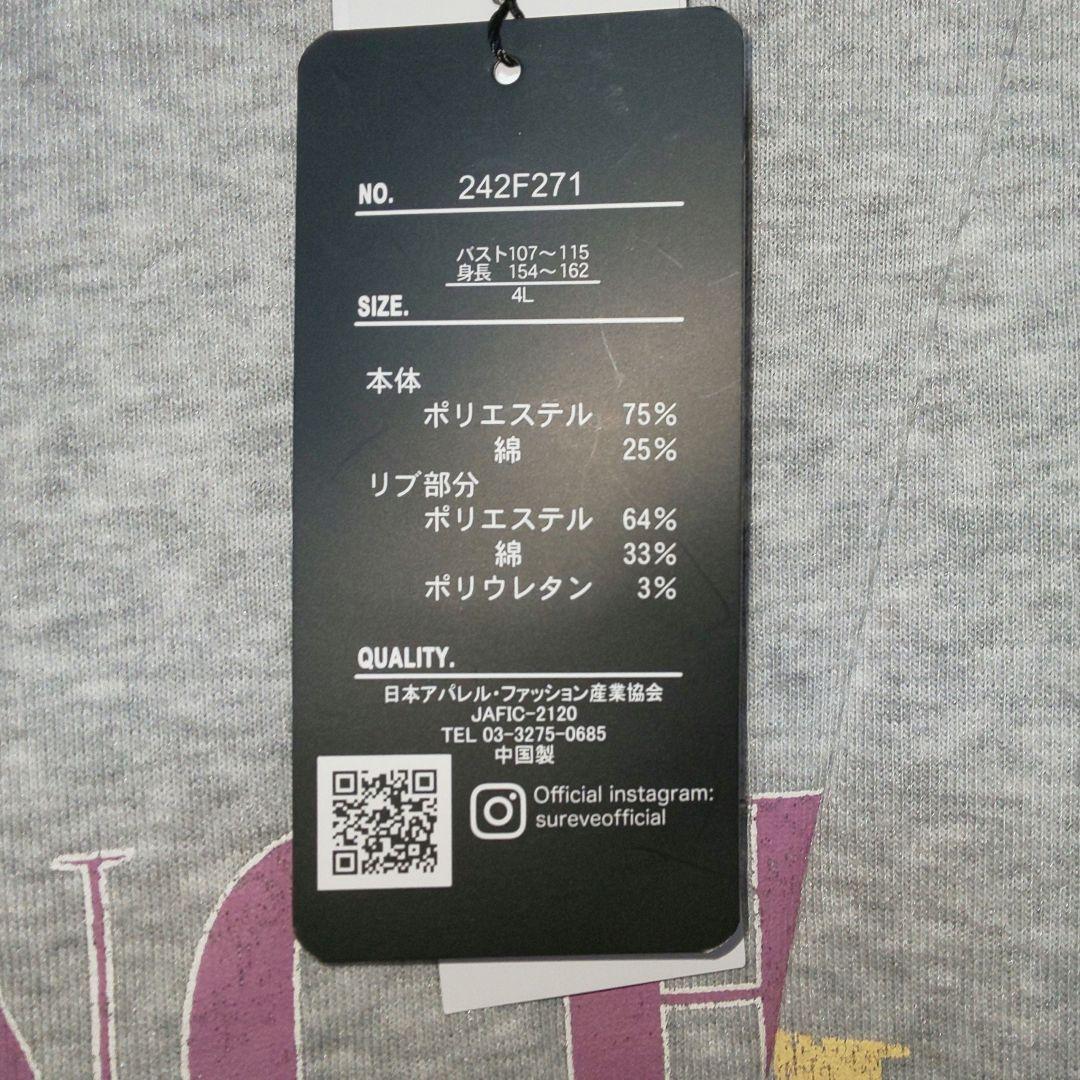 NO. 242F271
バスト107～115
身長 154～162
4L
SIZE.
本体
ポリエステル 75%
綿 25%
リブ部分
ポリエステル 64%
綿 33%
ポリウレタン 3%
QUALITY.
日本アパレル・ファッション産業協会
JAFIC-2120
TEL 03-3275-0685
中国製
Official instagram:
sureveofficial